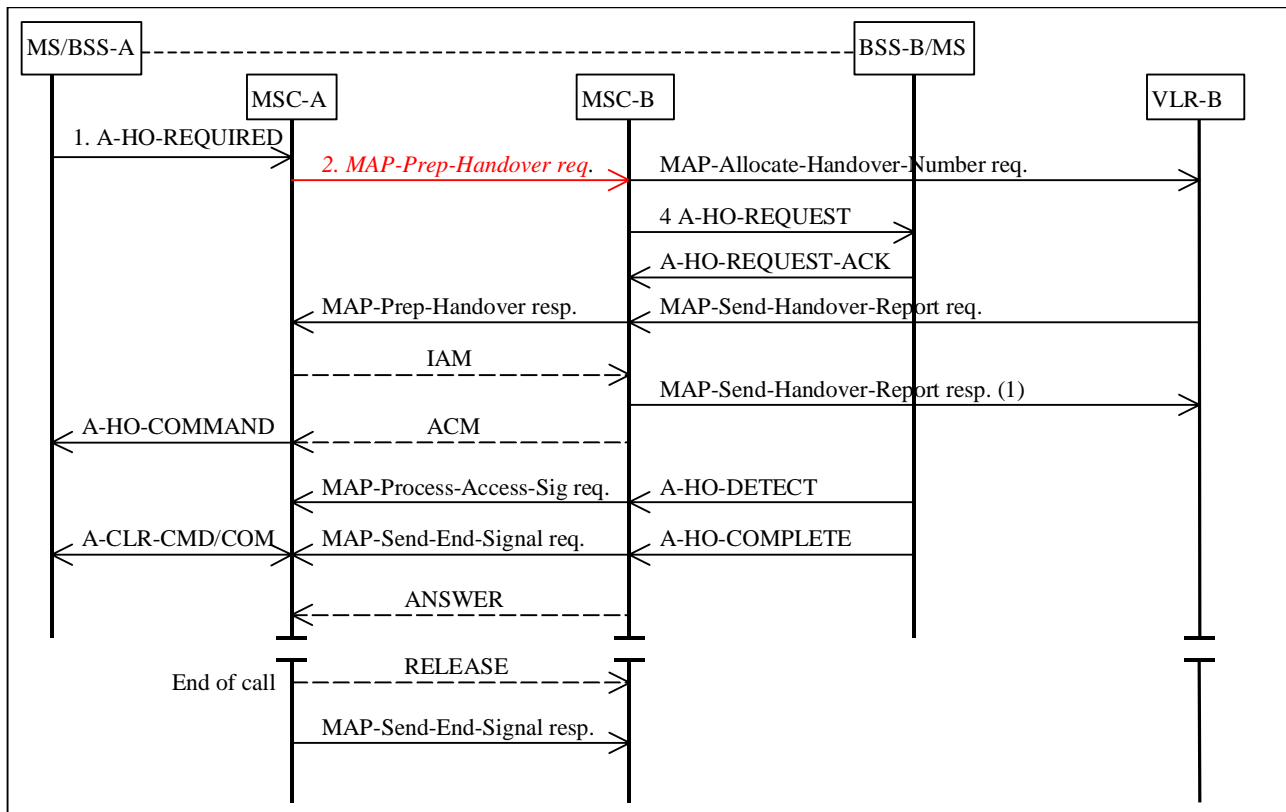 MS/BSS-A
BSS-B/MS
MSC-A
MSC-B
VLR-B
1. A-HO-REQUIRED
2. MAP-Prep-Handover req.
MAP-Allocate-Handover-Number req.
4 A-HO-REQUEST
A-HO-REQUEST-ACK
MAP-Prep-Handover resp.
MAP-Send-Handover-Report req.
IAM
MAP-Send-Handover-Report resp. (1)
A-HO-COMMAND
ACM
MAP-Process-Access-Sig req.
A-HO-DETECT
A-CLR-CMD/COM
MAP-Send-End-Signal req.
A-HO-COMPLETE
ANSWER
RELEASE
End of call
MAP-Send-End-Signal resp.